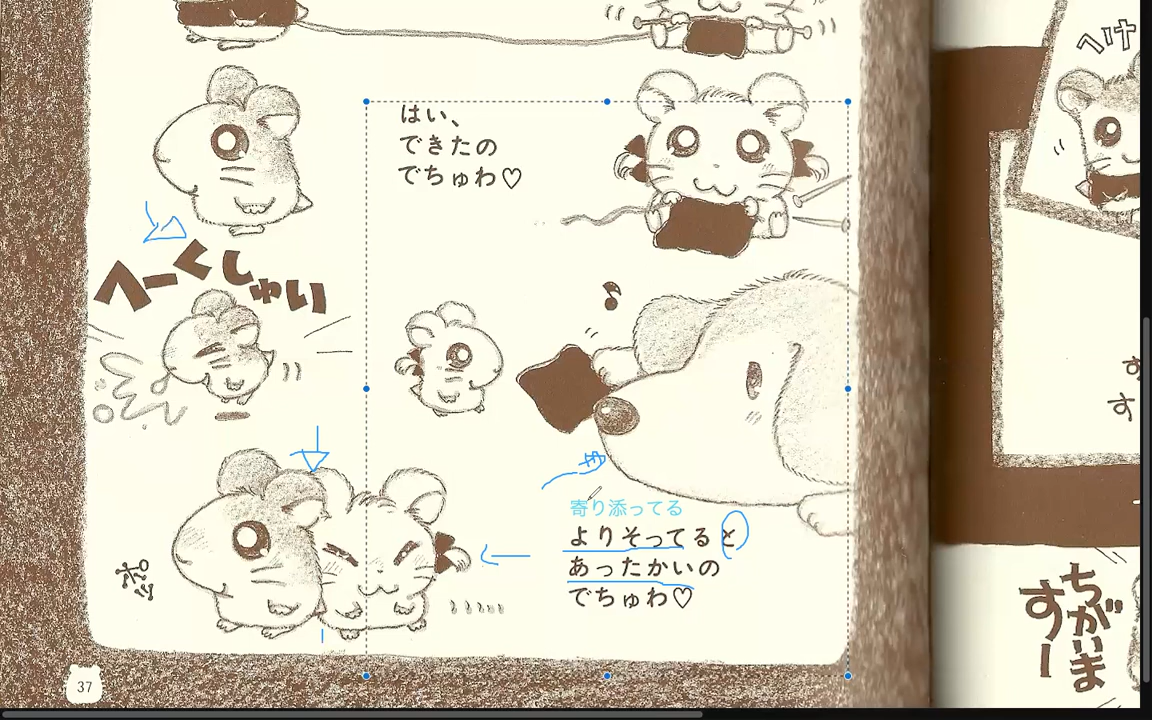 はい、
できたの
でちゅわ♡
へーくしゅい
寄り添ってる
よりそってると
あったかいの
でちゅわ♡
37
へけ
ちがいま
すー